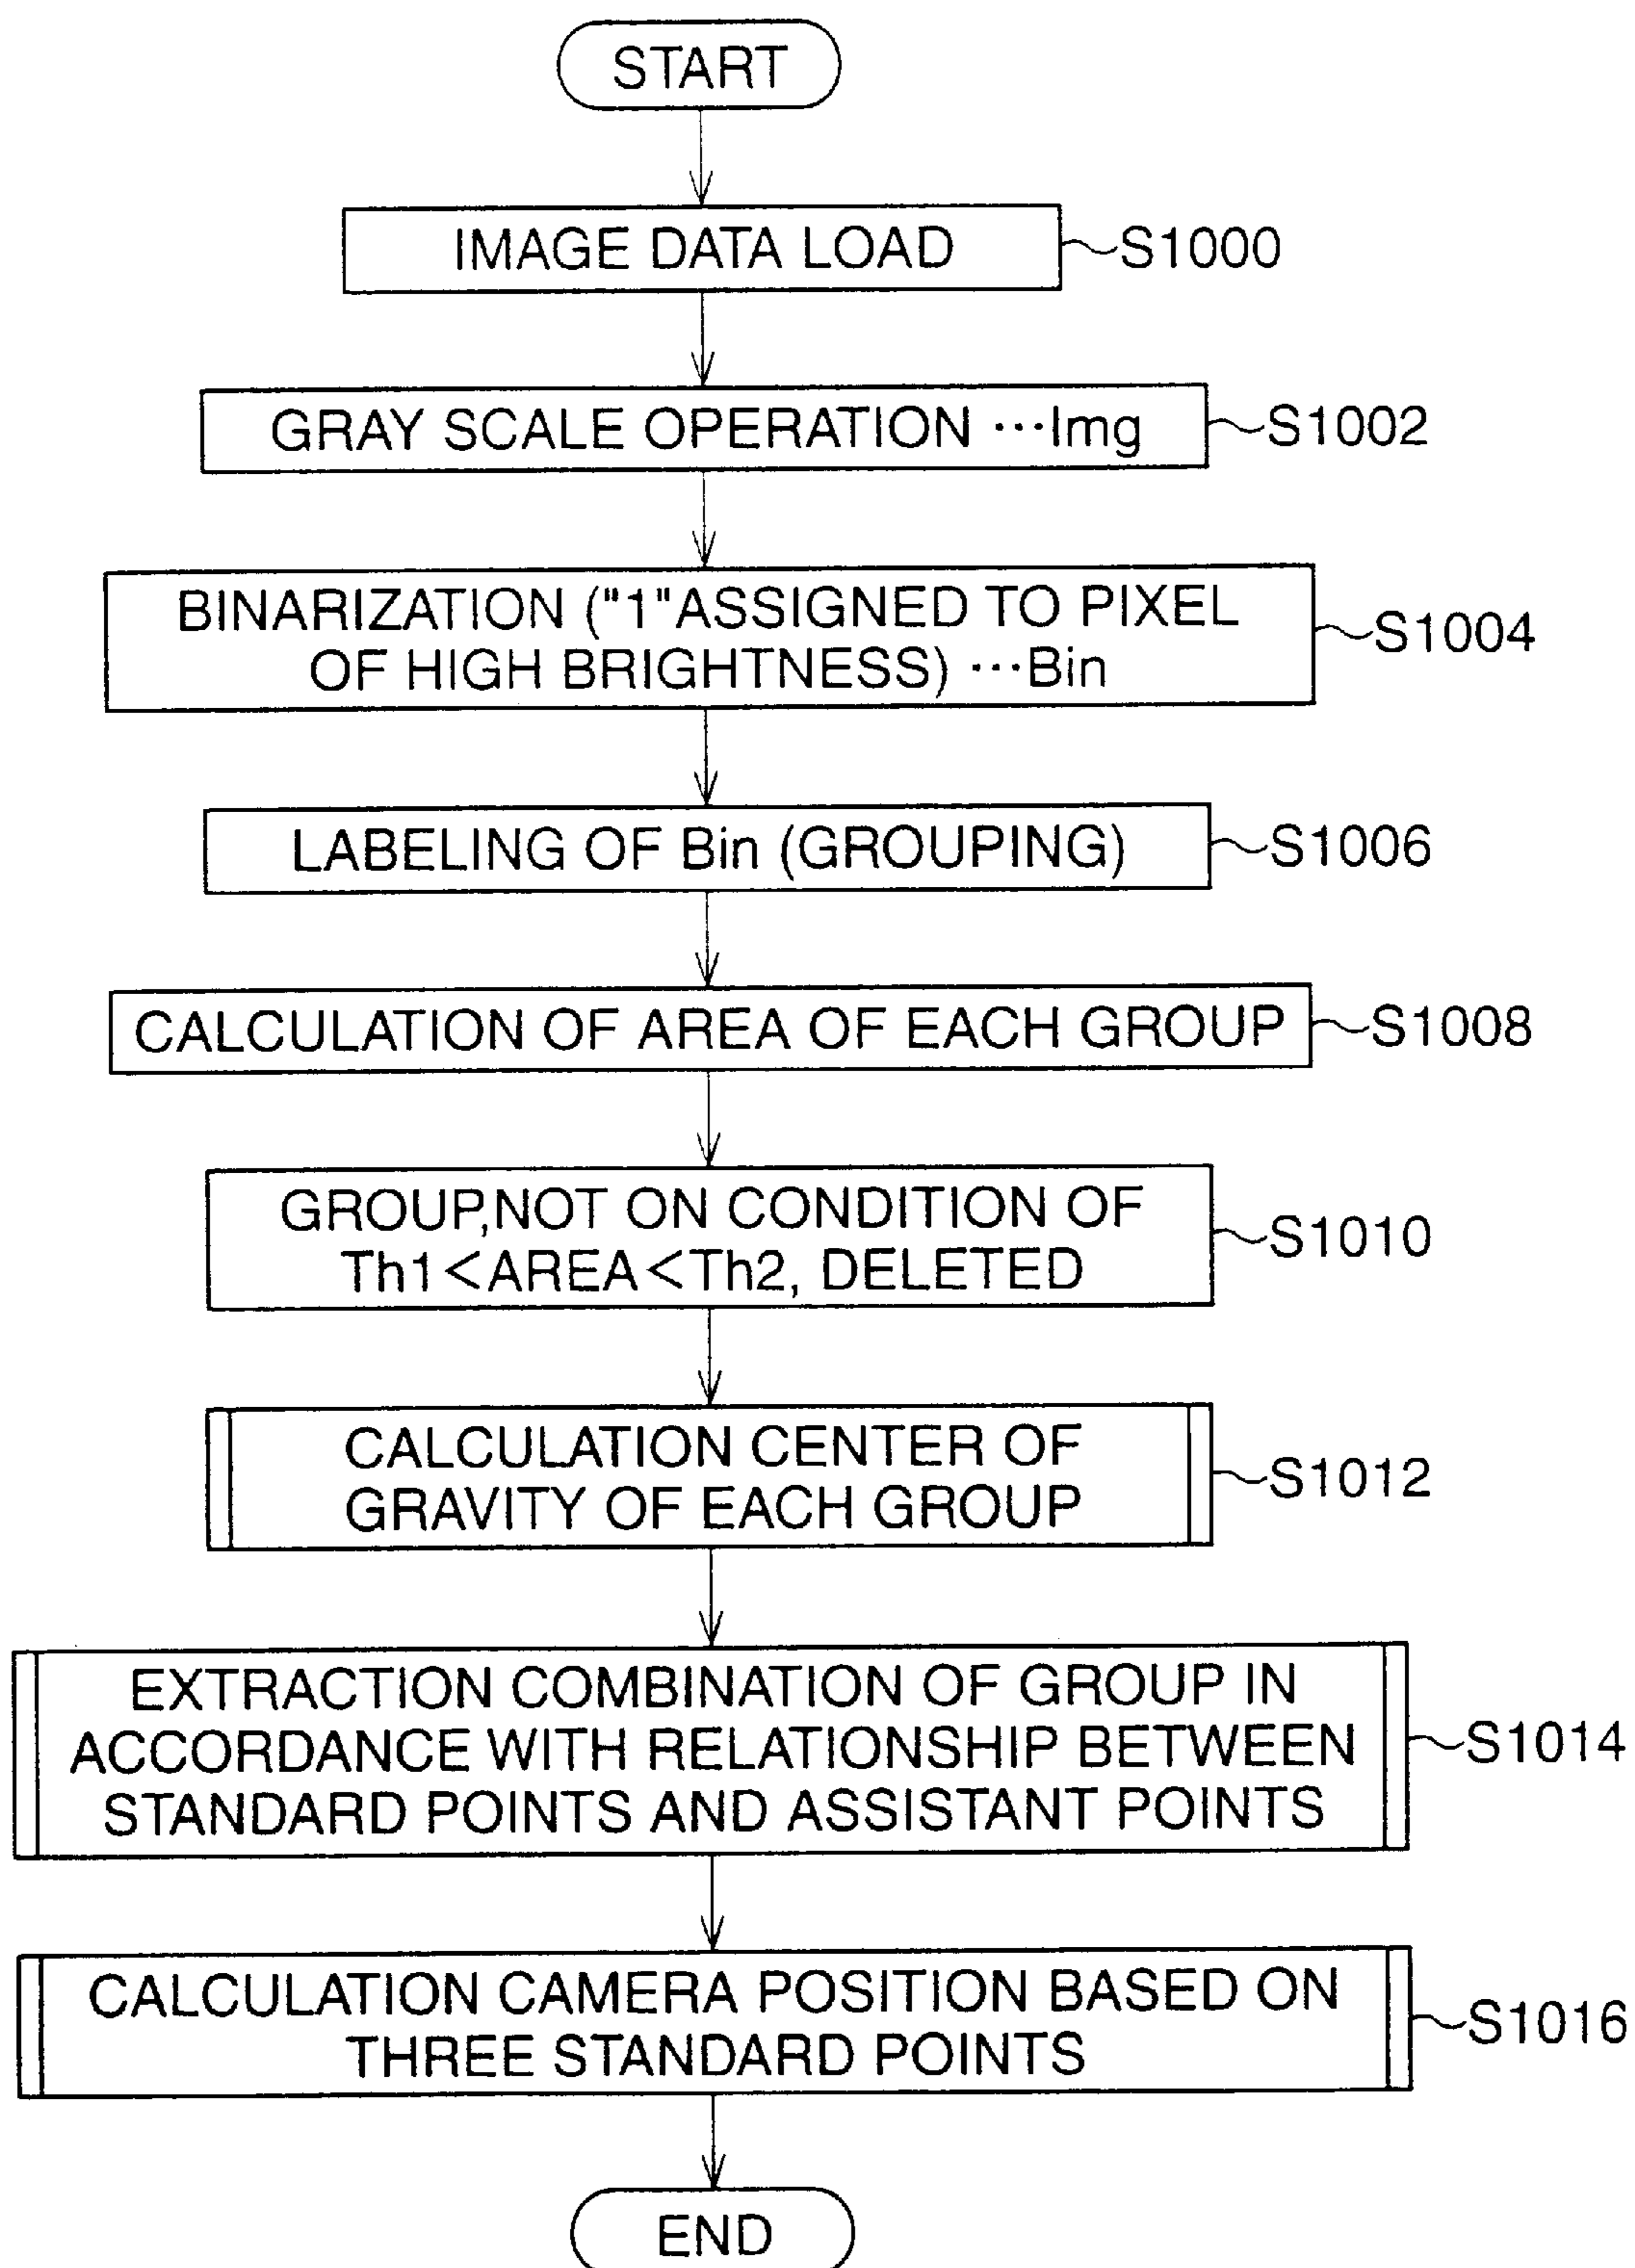 START
IMAGE DATA LOAD
S1000
GRAY SCALE OPERATION ···Img
S1002
BINARIZATION ("1"ASSIGNED TO PIXEL
OF HIGH BRIGHTNESS) ···Bin
S1004
LABELING OF Bin (GROUPING)
S1006
CALCULATION OF AREA OF EACH GROUP
S1008
GROUP,NOT ON CONDITION OF
Th1<AREA<Th2, DELETED
S1010
CALCULATION CENTER OF
GRAVITY OF EACH GROUP
S1012
EXTRACTION COMBINATION OF GROUP IN
ACCORDANCE WITH RELATIONSHIP BETWEEN
STANDARD POINTS AND ASSISTANT POINTS
S1014
CALCULATION CAMERA POSITION BASED ON
THREE STANDARD POINTS
S1016
END